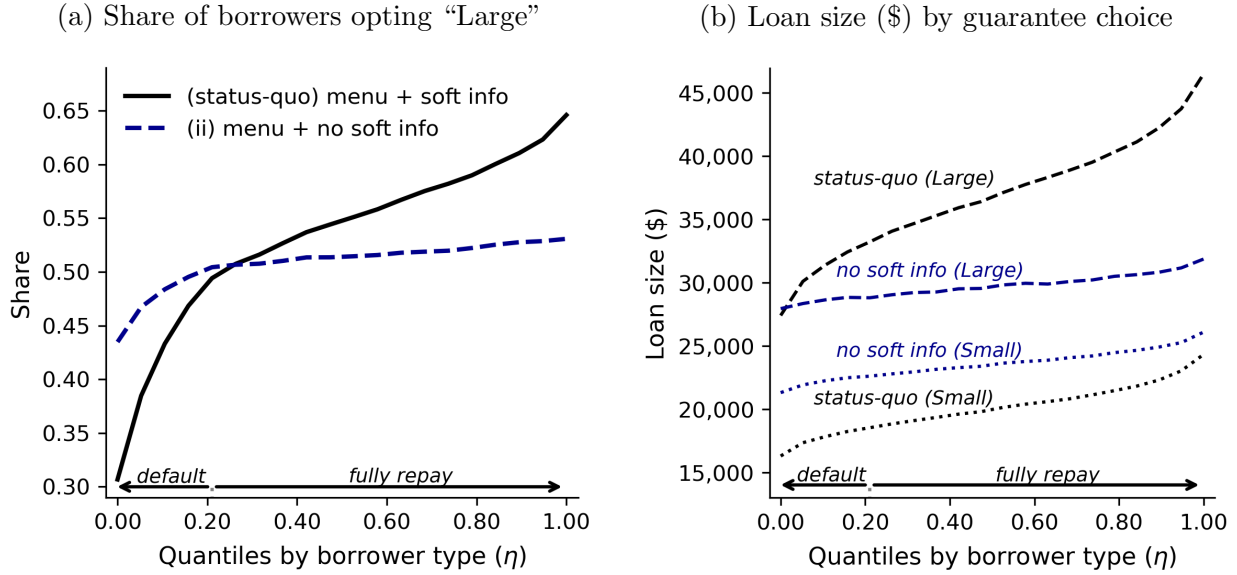 (a) Share of borrowers opting “Large”
0.65
0.60
0.55
0.50
0.45
0.40
0.35
0.30
Share
(status-quo) menu + soft info
(ii) menu + no soft info
default
fully repay
0.00 0.20 0.40 0.60 0.80 1.00
Quantiles by borrower type (η)
(b) Loan size ($) by guarantee choice
45,000
40,000
35,000
30,000
25,000
20,000
15,000
Loan size ($)
status-quo (Large)
no soft info (Large)
no soft info (Small)
status-quo (Small)
default
fully repay
0.00 0.20 0.40 0.60 0.80 1.00
Quantiles by borrower type (η)